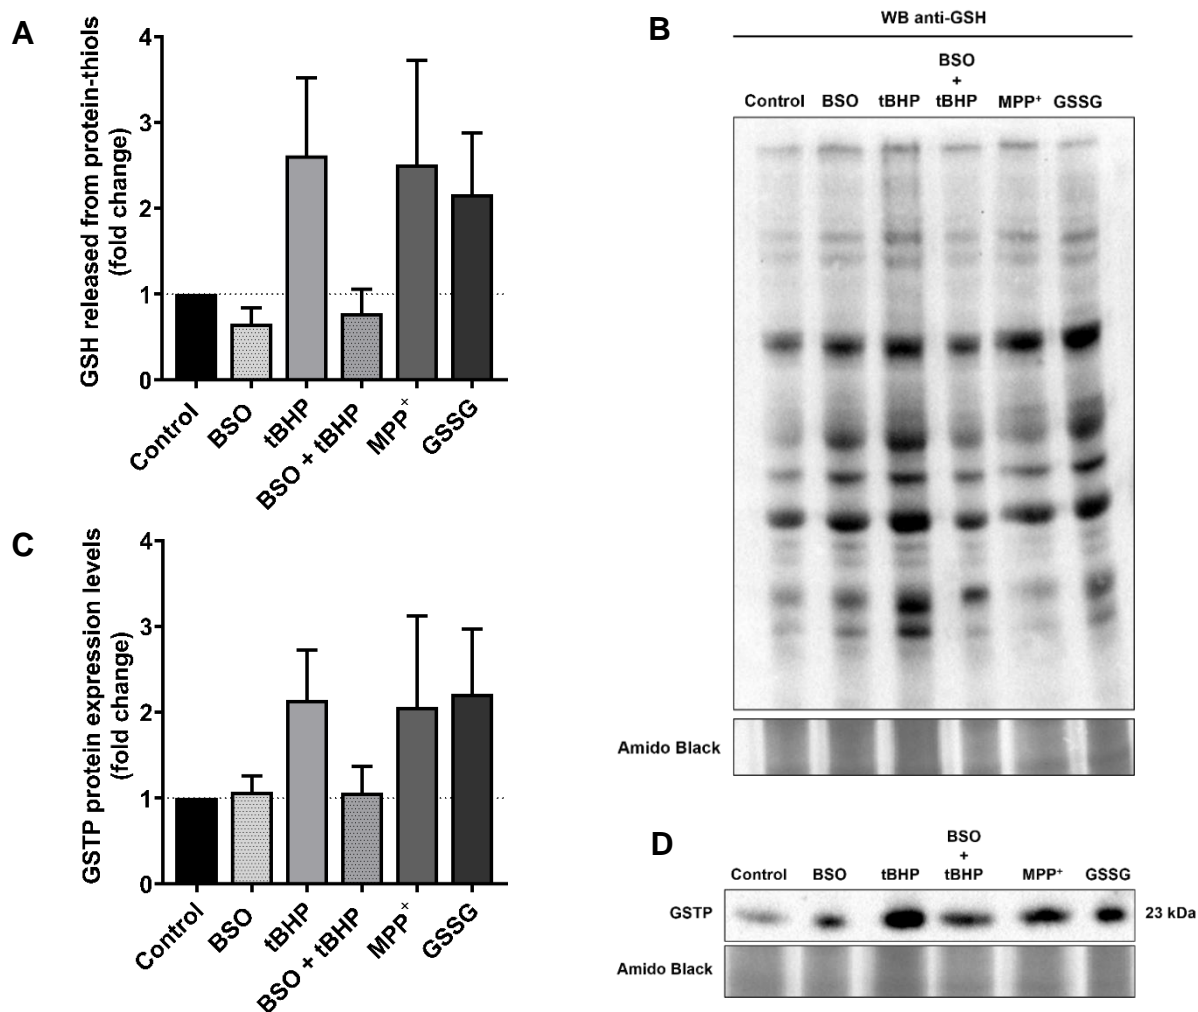 A
GSH released from protein-thiols
(fold change)
4
3
2
1
0
Control
BSO
tBHP
BSO + tBHP
MPP⁺
GSSG
B
WB anti-GSH
Control
BSO
tBHP
BSO
+
tBHP
MPP⁺
GSSG
Amido Black
C
GSTP protein expression levels
(fold change)
4
3
2
1
0
Control
BSO
tBHP
BSO + tBHP
MPP⁺
GSSG
D
Control
BSO
tBHP
BSO
+
tBHP
MPP⁺
GSSG
GSTP
23 kDa
Amido Black